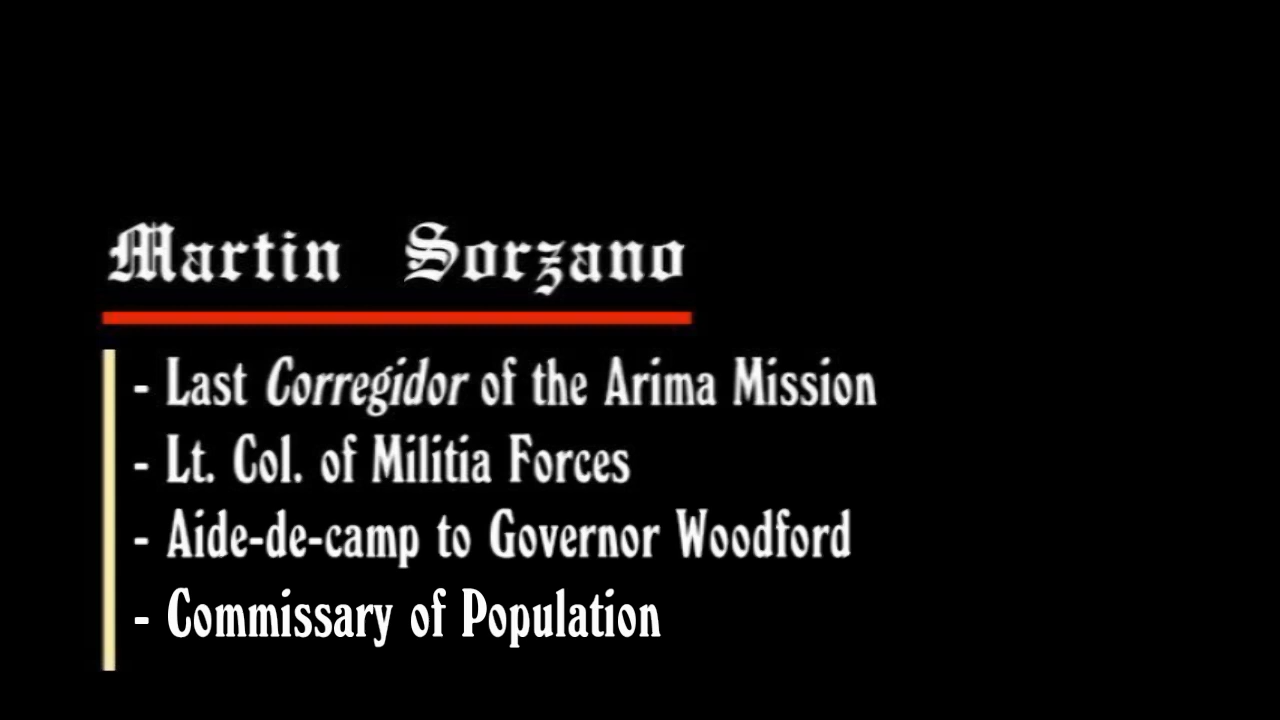 Martin Sorzano
- Last Corregidor of the Arima Mission
- Lt. Col. of Militia Forces
- Aide-de-camp to Governor Woodford
- Commissary of Population